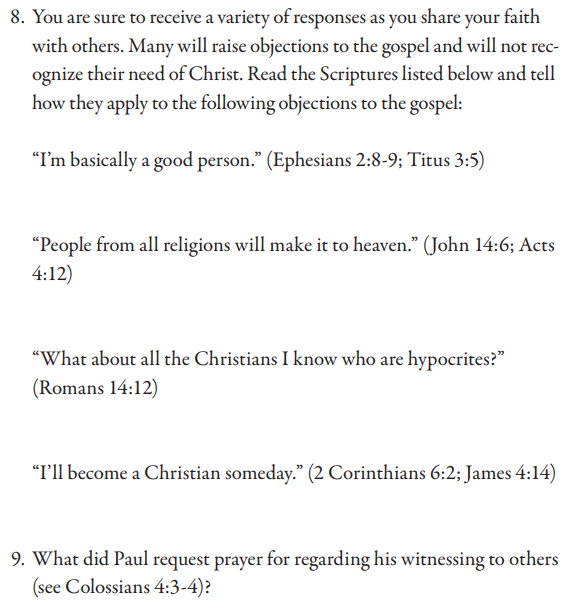 8. You are sure to receive a variety of responses as you share your faith
with others. Many will raise objections to the gospel and will not rec-
ognize their need of Christ. Read the Scriptures listed below and tell
how they apply to the following objections to the gospel:
“I’m basically a good person.” (Ephesians 2:8-9; Titus 3:5)
“People from all religions will make it to heaven.” (John 14:6; Acts
4:12)
“What about all the Christians I know who are hypocrites?”
(Romans 14:12)
“I’ll become a Christian someday.” (2 Corinthians 6:2; James 4:14)
9. What did Paul request prayer for regarding his witnessing to others
(see Colossians 4:3-4)?